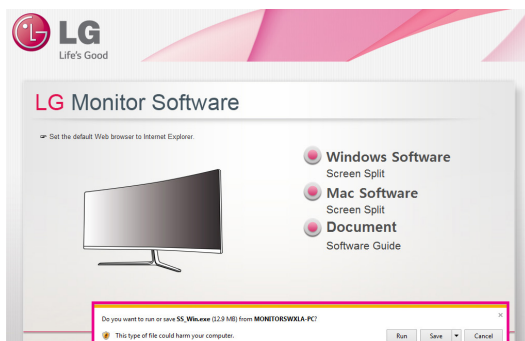 LG
Life's Good
LG Monitor Software
☞ Set the default Web browser to Internet Explorer.
Windows Software
Screen Split
Mac Software
Screen Split
Document
Software Guide
Do you want to run or save SS_Win.exe (12.9 MB) from MONITORSWXLA-PC?
×
This type of file could harm your computer.
Run Save ▼ Cancel